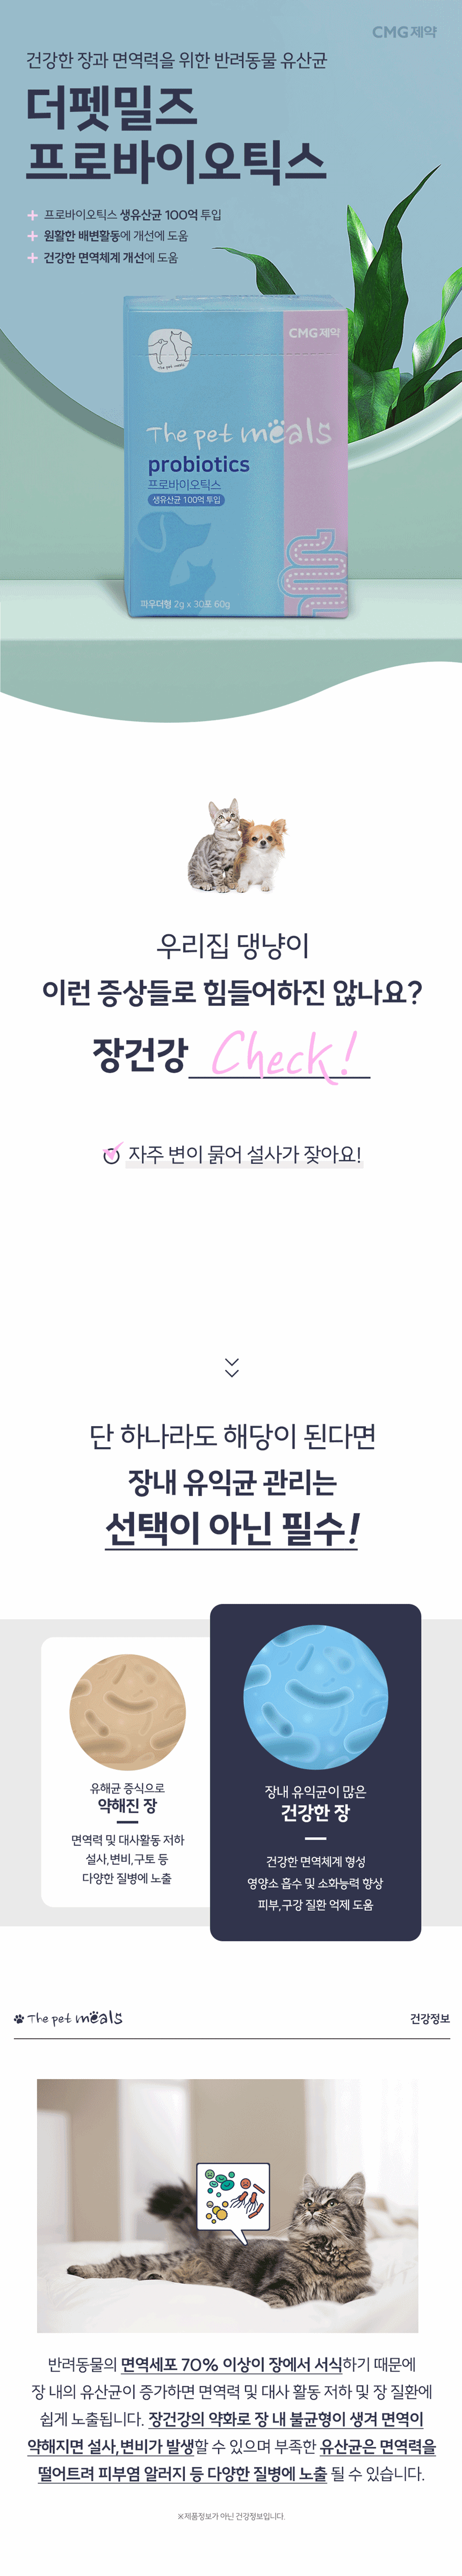 CMG제약
건강한 장과 면역력을 위한 반려동물 유산균
더펫밀즈
프로바이오틱스
+ 프로바이오틱스 생유산균 100억 투입
+ 원활한 배변활동에 개선에 도움
+ 건강한 면역체계 개선에 도움
CMG제약
The pet meals
The pet meals
probiotics
프로바이오틱스
생유산균 100억 투입
파우더형 2g x 30포 60g
우리집 댕냥이
이런 증상들로 힘들어하진 않나요?
장건강 Check!
자주 변이 묽어 설사가 잦아요!
단 하나라도 해당이 된다면
장내 유익균 관리는
선택이 아닌 필수!
유해균 증식으로
약해진 장
면역력 및 대사활동 저하
설사,변비,구토 등
다양한 질병에 노출
장내 유익균이 많은
건강한 장
건강한 면역체계 형성
영양소 흡수 및 소화능력 향상
피부,구강 질환 억제 도움
The pet meals
건강정보
반려동물의 면역세포 70% 이상이 장에서 서식하기 때문에
장 내의 유산균이 증가하면 면역력 및 대사 활동 저하 및 장 질환에
쉽게 노출됩니다. 장건강의 약화로 장 내 불균형이 생겨 면역이
약해지면 설사,변비가 발생할 수 있으며 부족한 유산균은 면역력을
떨어트려 피부염 알러지 등 다양한 질병에 노출 될 수 있습니다.
※제품정보가 아닌 건강정보입니다.